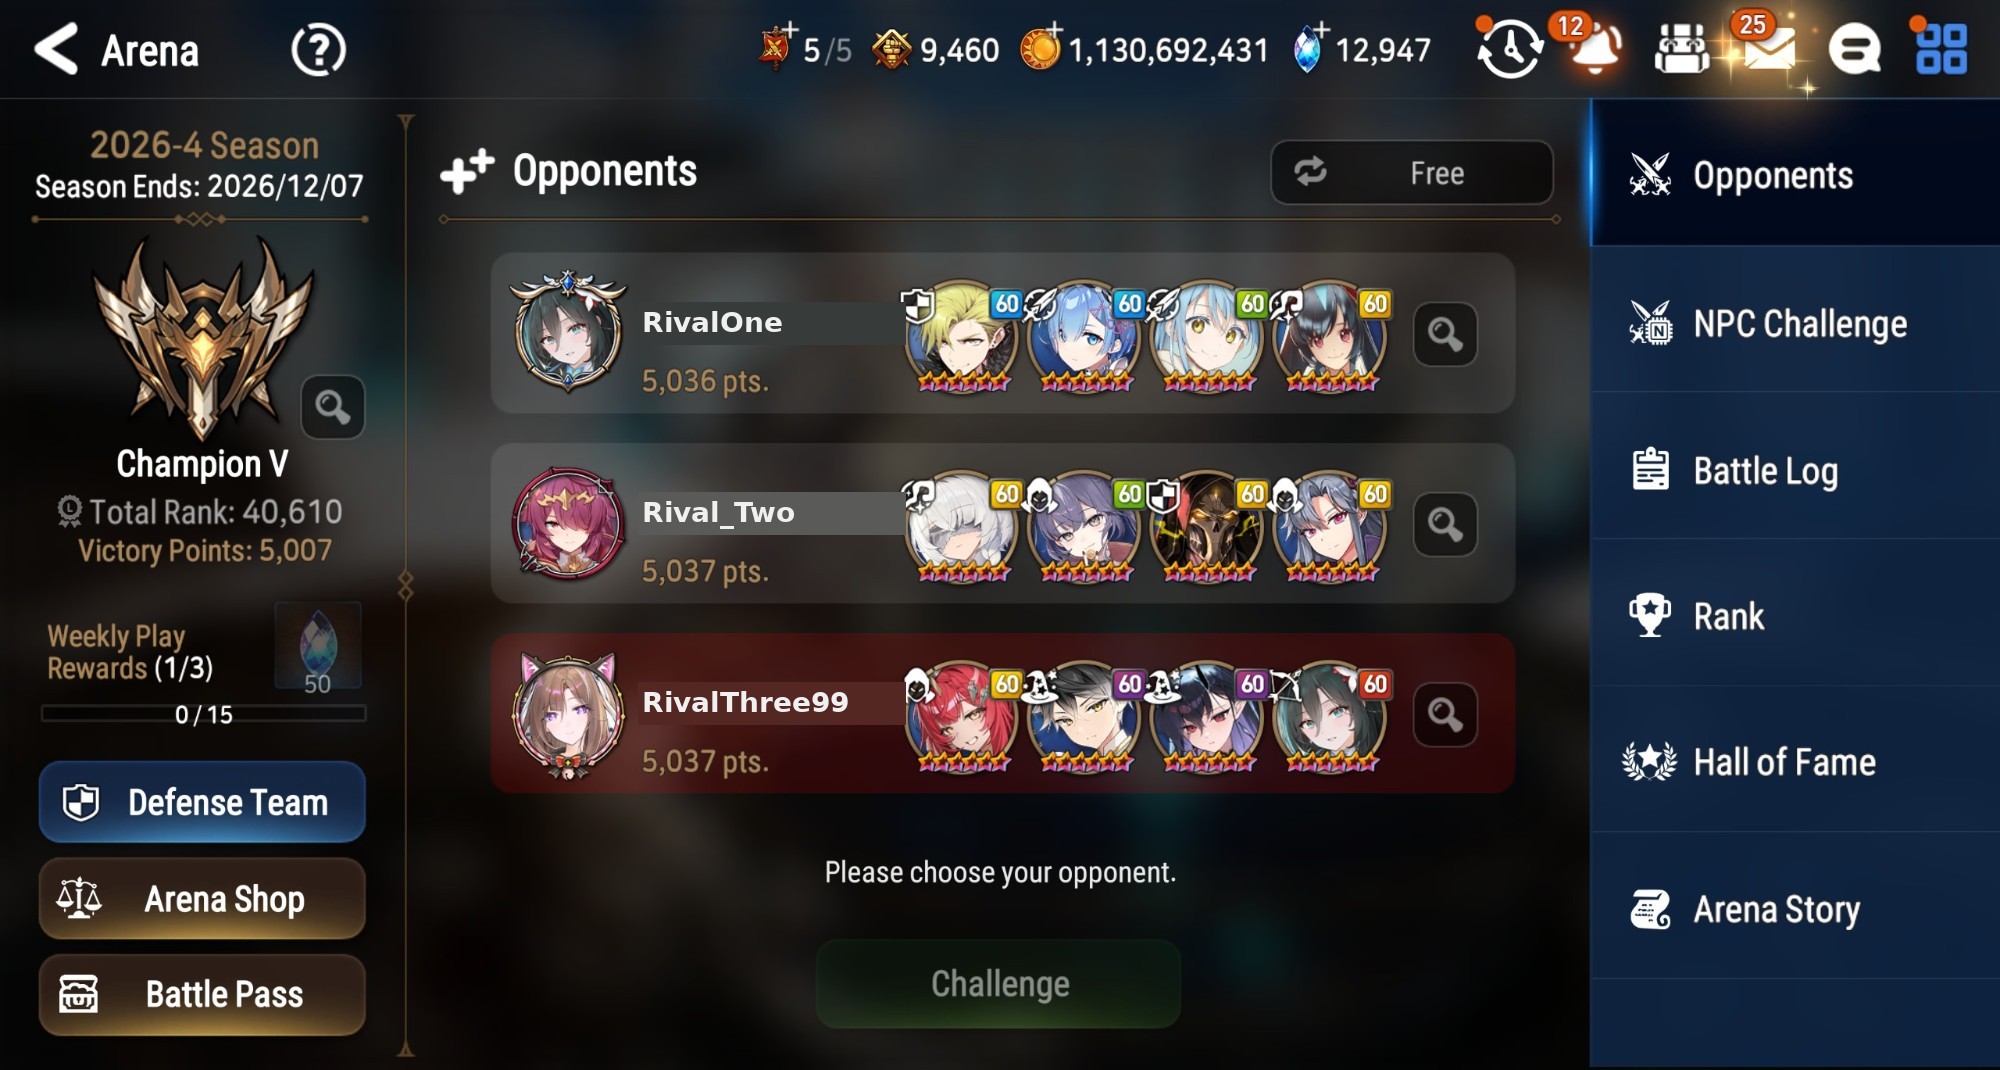 Arena
5/5
9,460
1,130,692,431
12,947
12
25
2026-4 Season
Season Ends: 2026/12/07
Champion V
Total Rank: 40,610
Victory Points: 5,007
Weekly Play
Rewards (1/3)
50
0/15
Defense Team
Arena Shop
Battle Pass
Opponents
Free
RivalOne
5,036 pts.
60
60
60
60
Rival_Two
5,037 pts.
60
60
60
60
RivalThree99
5,037 pts.
60
60
60
60
Please choose your opponent.
Challenge
Opponents
NPC Challenge
Battle Log
Rank
Hall of Fame
Arena Story